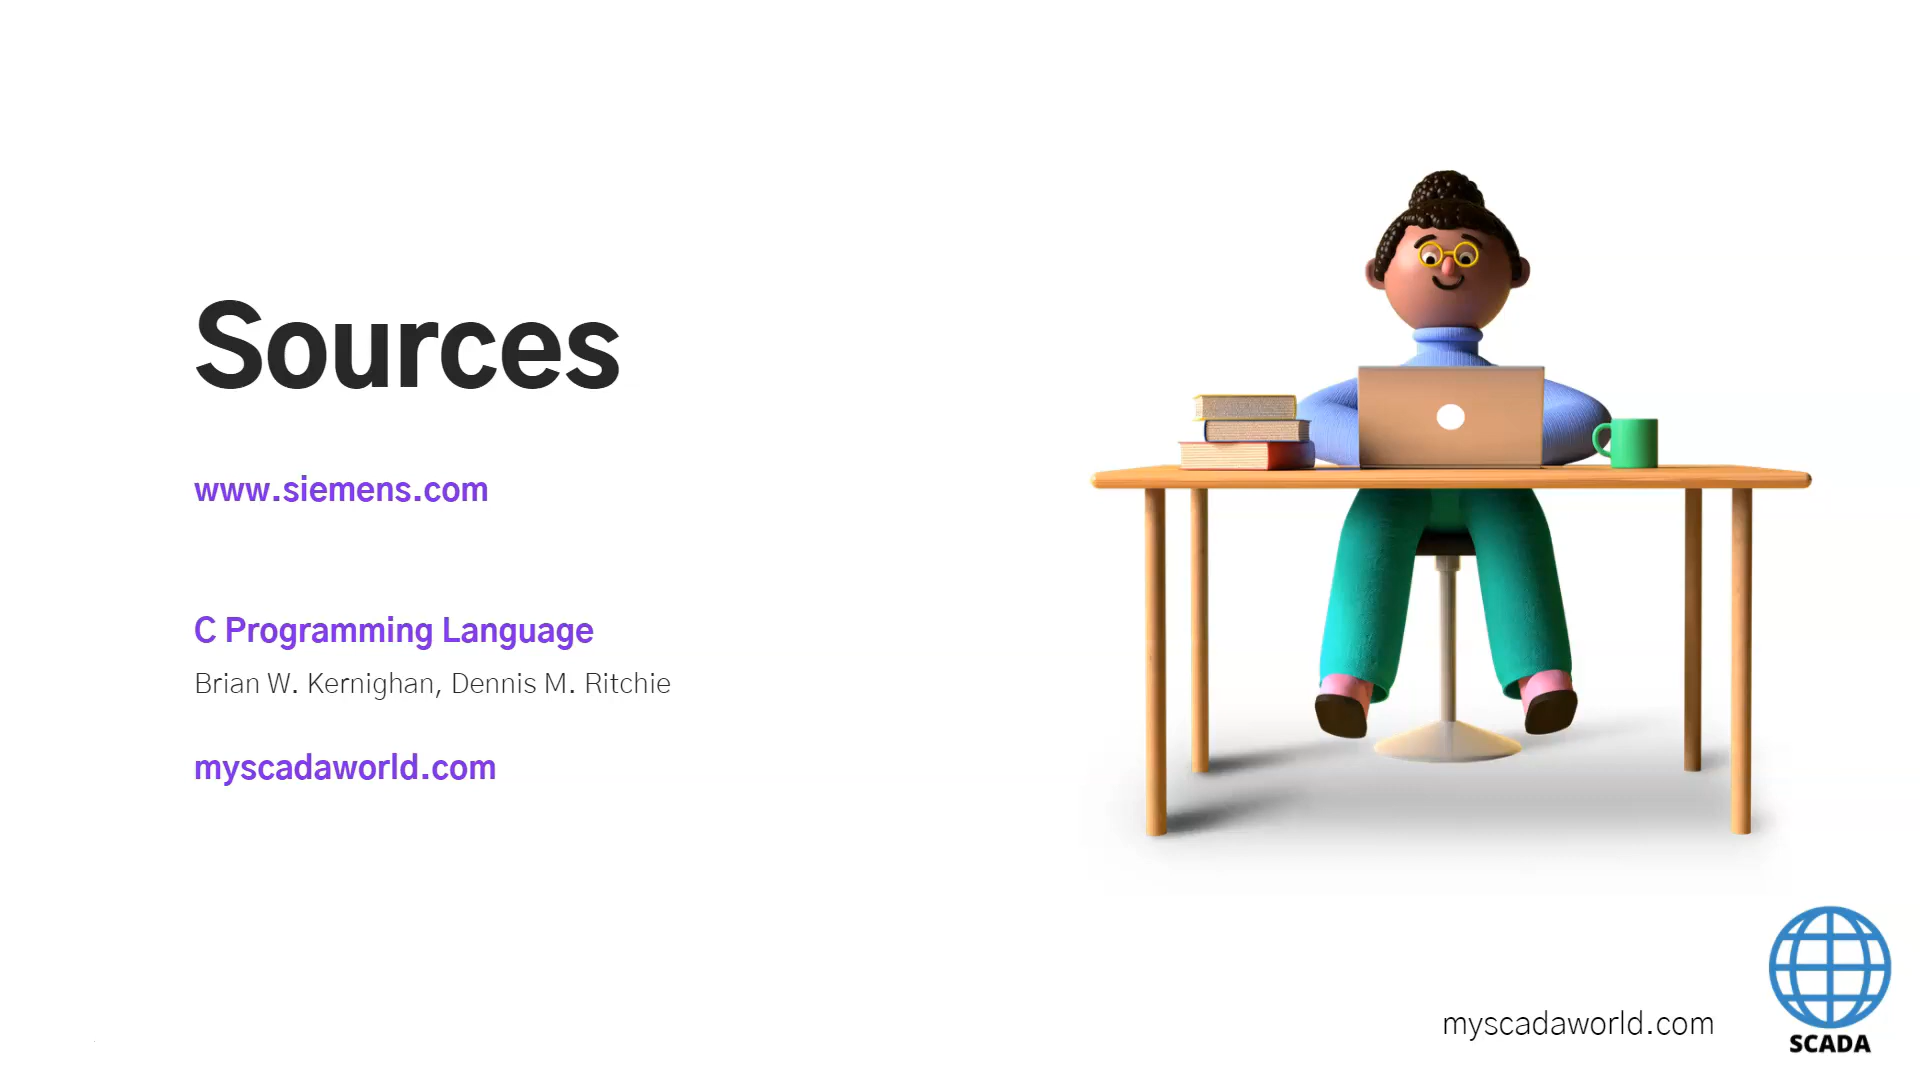 Sources
www.siemens.com
C Programming Language
Brian W. Kernighan, Dennis M. Ritchie
myscadaworld.com
myscadaworld.com
SCADA